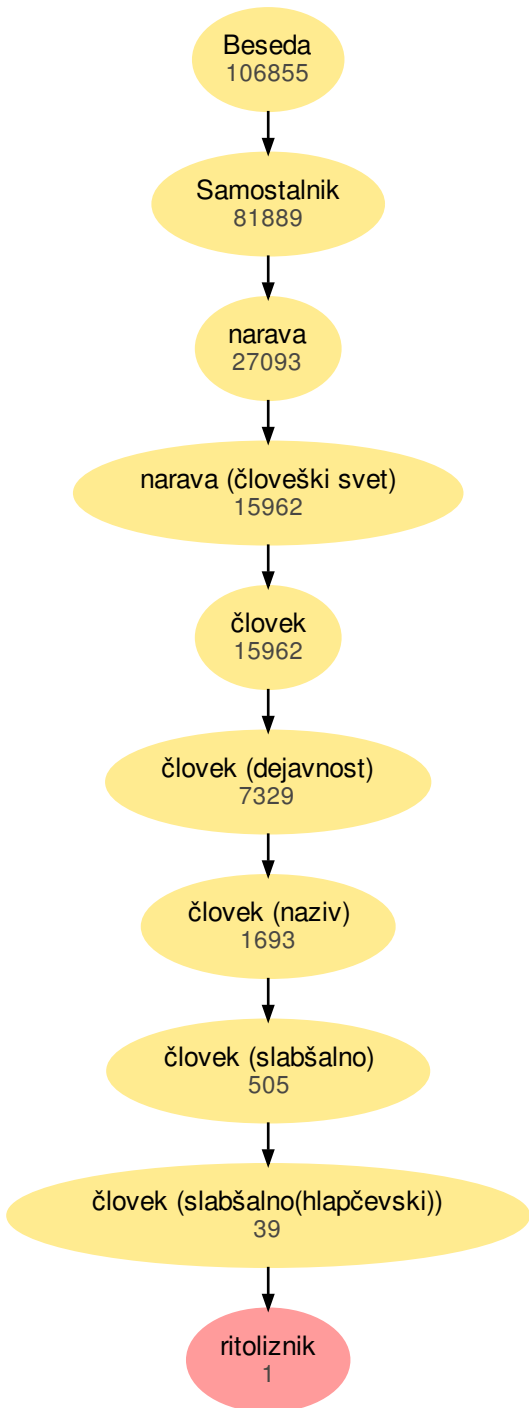 Beseda
106855
Samostalnik
81889
narava
27093
narava (človeški svet)
15962
človek
15962
človek (dejavnost)
7329
človek (naziv)
1693
človek (slabšalno)
505
človek (slabšalno(hlapčevski))
39
ritoliznik
1